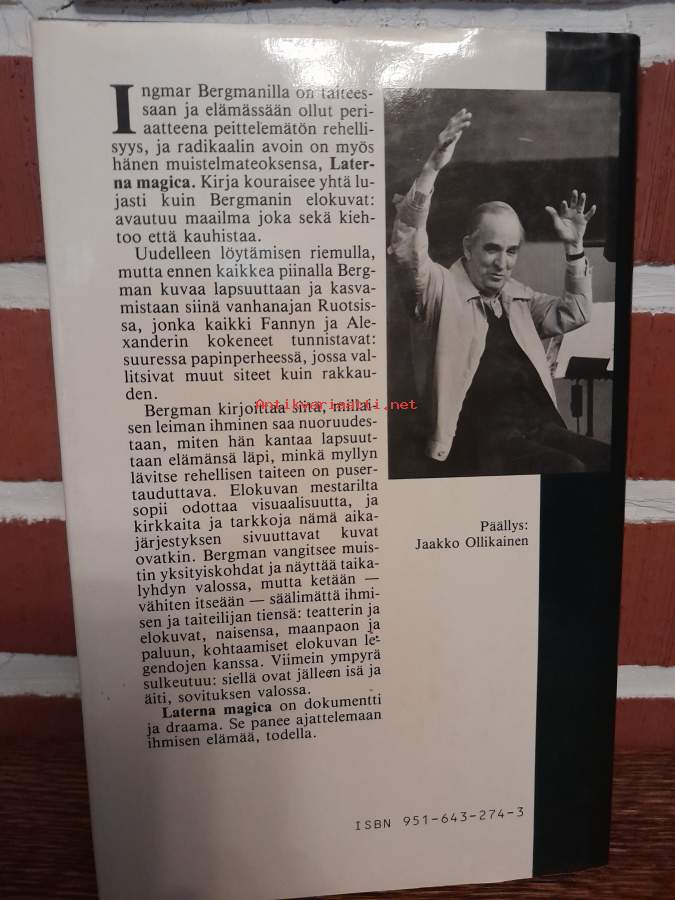 Ingmar Bergmanilla on taitees-
saan ja elämässään ollut peri-
aatteena peittelemätön rehelli-
syys, ja radikaalin avoin on myös
hänen muistelmateoksensa, Later-
na magica. Kirja kouraisee yhtä lu-
jasti kuin Bergmanin elokuvat:
avautuu maailma joka sekä kieh-
too että kauhistaa.
Uudelleen löytämisen riemulla,
mutta ennen kaikkea piinalla Berg-
man kuvaa lapsuuttaan ja kasva-
mistaan siinä vanhanajan Ruotsis-
sa, jonka kaikki Fannyn ja Ale-
xanderin kokeneet tunnistavat:
suuressa papinperheessä, jossa val-
litsivat muut siteet kuin rakkau-
den.
Bergman kirjoittaa siitä, millai-
sen leiman ihminen saa nuoruudes-
taan, miten hän kantaa lapsuut-
taan elämänsä läpi, minkä myllyn
lävitse rehellisen taiteen on puser-
tauduttava. Elokuvan mestarilta
sopii odottaa visuaalisuutta, ja
kirkkaita ja tarkkoja nämä aika-
järjestyksen sivuuttavat kuvat
ovatkin. Bergman vangitsee muis-
tin yksityiskohdat ja näyttää taika-
lyhdyn valossa, mutta ketään —
vähiten itseään — säälimättä ihmi-
sen ja taiteilijan tiensä: teatterin ja
elokuvat, naisensa, maanpaon ja
paluun, kohtaamiset elokuvan le-
gendojen kanssa. Viimein ympyrä
sulkeutuu: siellä ovat jälleen isä ja
äiti, sovituksen valossa.
Laterna magica on dokumentti
ja draama. Se panee ajattelemaan
ihmisen elämää, todella.
Päällys:
Jaakko Ollikainen
ISBN 951-643-274-3
Antikvariaatti.net